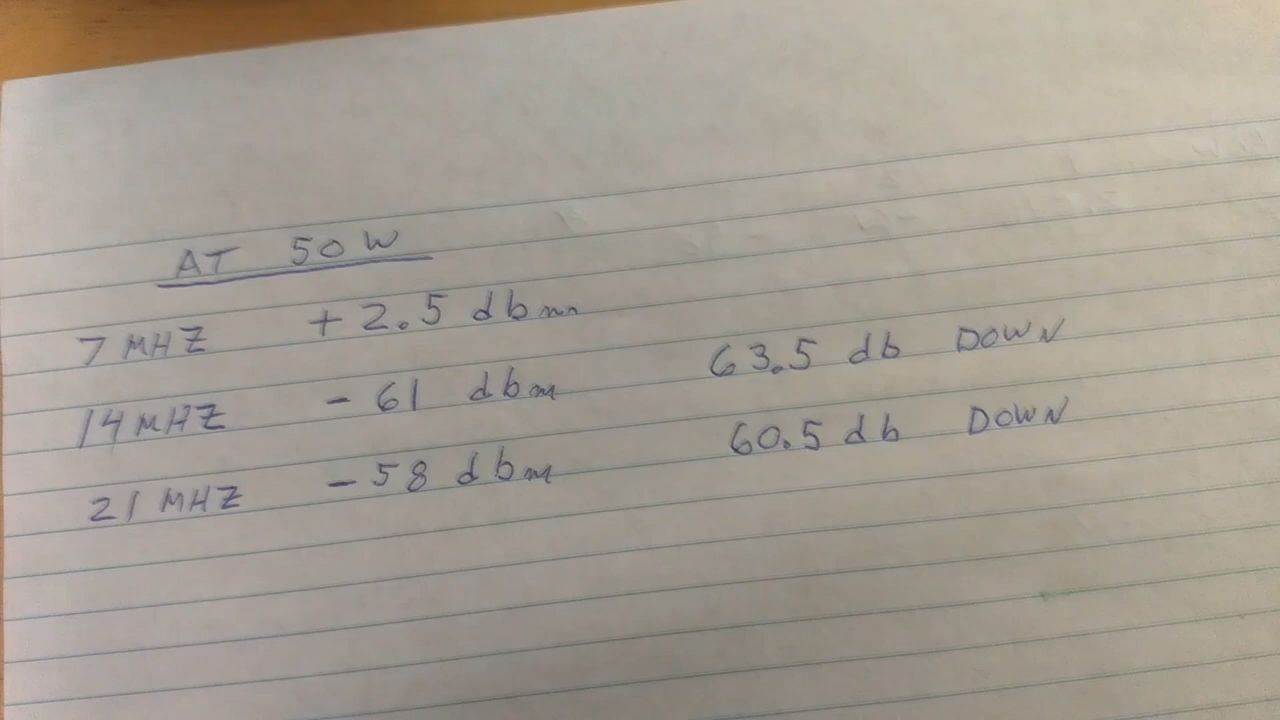 AT 50W
7 MHZ + 2.5 dbm
14 MHZ - 61 dbm 63.5 db DOWN
21 MHZ - 58 dbm 60.5 db DOWN